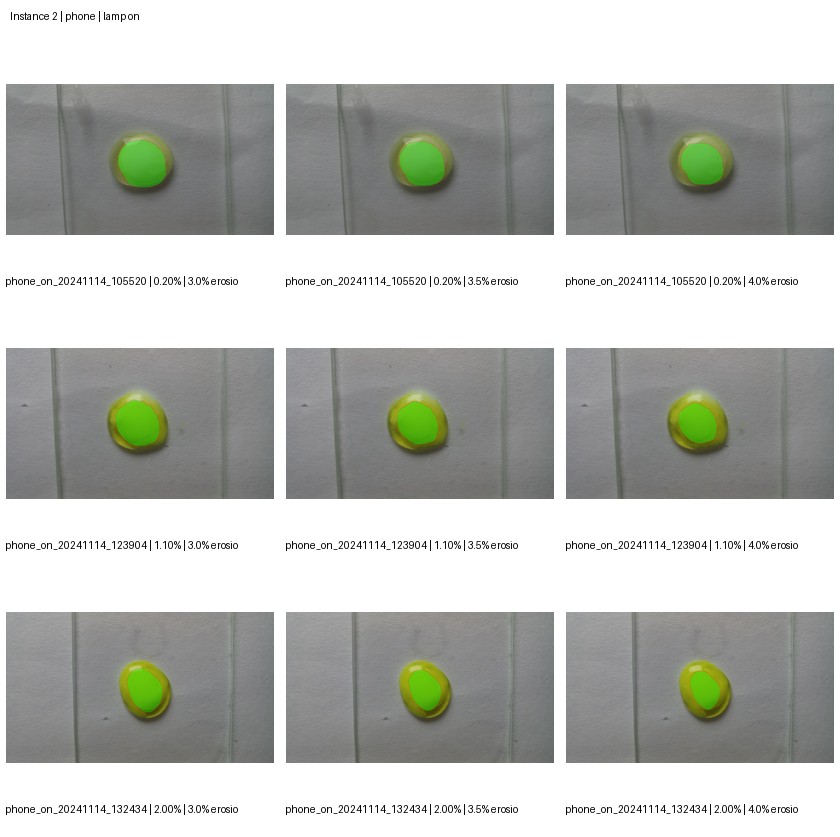 Instance 2 | phone | lamp on
phone_on_20241114_105520 | 0.20% | 3.0% erosio
phone_on_20241114_105520 | 0.20% | 3.5% erosio
phone_on_20241114_105520 | 0.20% | 4.0% erosio
phone_on_20241114_123904 | 1.10% | 3.0% erosio
phone_on_20241114_123904 | 1.10% | 3.5% erosio
phone_on_20241114_123904 | 1.10% | 4.0% erosio
phone_on_20241114_132434 | 2.00% | 3.0% erosio
phone_on_20241114_132434 | 2.00% | 3.5% erosio
phone_on_20241114_132434 | 2.00% | 4.0% erosio